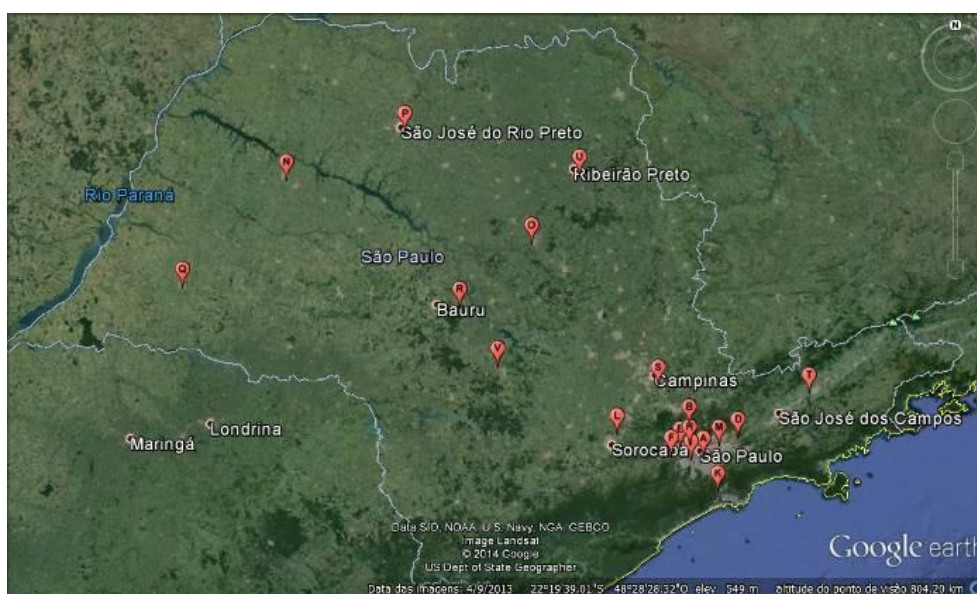 N
P
São José do Rio Preto
U
Ribeirão Preto
N
Rio Paraná
O
São Paulo
Q
R
Bauru
V
S
Campinas
T
B
L
D
São José dos Campos
H
M
F
A
Londrina
Maringá
Sorocaba
São Paulo
K
Data SIO, NOAA, U.S. Navy, NGA, GEBCO
Image Landsat
© 2014 Google
US Dept of State Geographer
Google earth
Data das imagens: 4/9/2013 22°19'39.01"S 48°28'28.32"O elev 549 m altitude do ponto de visão 804.20 km